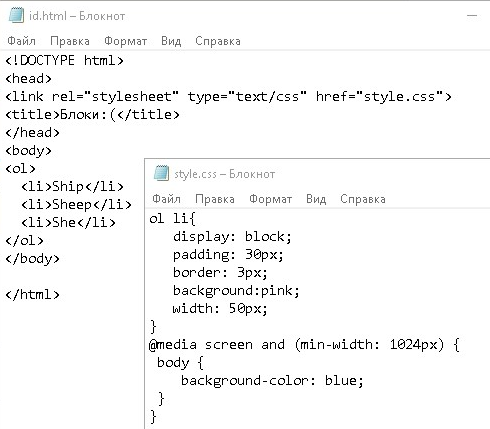 id.html – Блокнот
Файл Правка Формат Вид Справка
<!DOCTYPE html>
<head>
<link rel="stylesheet" type="text/css" href="style.css">
<title>Блоки:(</title>
</head>
<body>
<ol>
  <li>Ship</li>
  <li>Sheep</li>
  <li>She</li>
</ol>
</body>
</html>
style.css – Блокнот
Файл Правка Формат Вид Справка
ol li{
   display: block;
   padding: 30px;
   border: 3px;
   background:pink;
   width: 50px;
}
@media screen and (min-width: 1024px) {
 body {
    background-color: blue;
 }
}